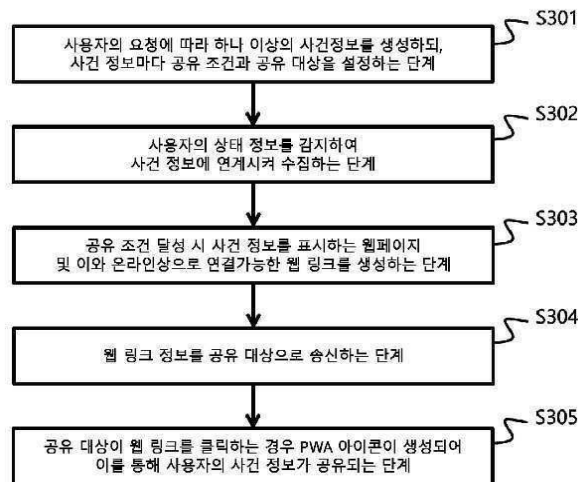 S301
사용자의 요청에 따라 하나 이상의 사건정보를 생성하되,
사건 정보마다 공유 조건과 공유 대상을 설정하는 단계
S302
사용자의 상태 정보를 감지하여
사건 정보에 연계시켜 수집하는 단계
S303
공유 조건 달성 시 사건 정보를 표시하는 웹페이지
및 이와 온라인상으로 연결가능한 웹 링크를 생성하는 단계
S304
웹 링크 정보를 공유 대상으로 송신하는 단계
S305
공유 대상이 웹 링크를 클릭하는 경우 PWA 아이콘이 생성되어
이를 통해 사용자의 사건 정보가 공유되는 단계